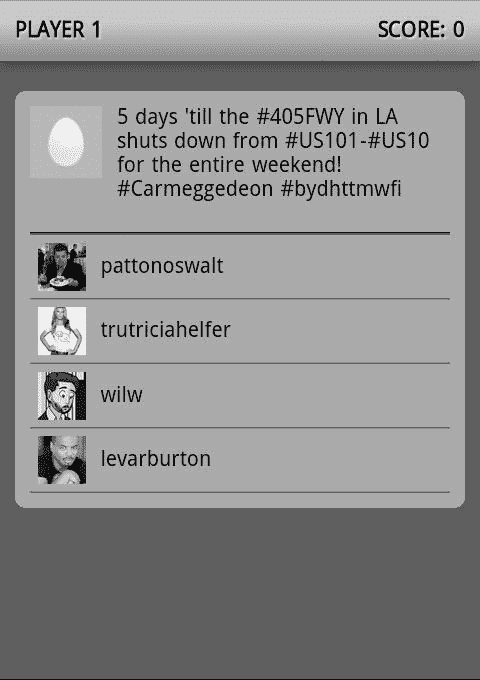 PLAYER 1
SCORE: 0
5 days 'till the #405FWY in LA
shuts down from #US101-#US10
for the entire weekend!
#Carmeggedeon #bydhttmwfi
pattonoswalt
trutriciahelfer
wilw
levarburton